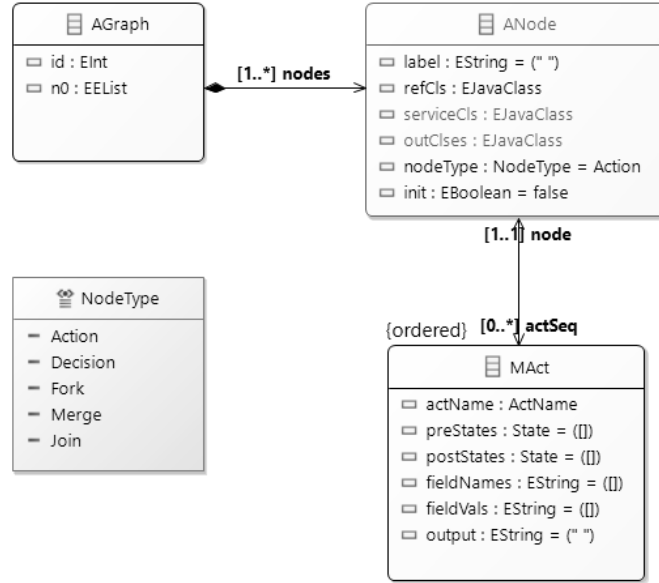 AGraph
id : EInt
n0 : EEList
[1..*] nodes
ANode
label : EString = (" ")
refCls : EJavaClass
serviceCls : EJavaClass
outClses : EJavaClass
nodeType : NodeType = Action
init : EBoolean = false
[1..1] node
NodeType
Action
Decision
Fork
Merge
Join
{ordered} [0..*] actSeq
MAct
actName : ActName
preStates : State = ([])
postStates : State = ([])
fieldNames : EString = ([])
fieldVals : EString = ([])
output : EString = (" ")